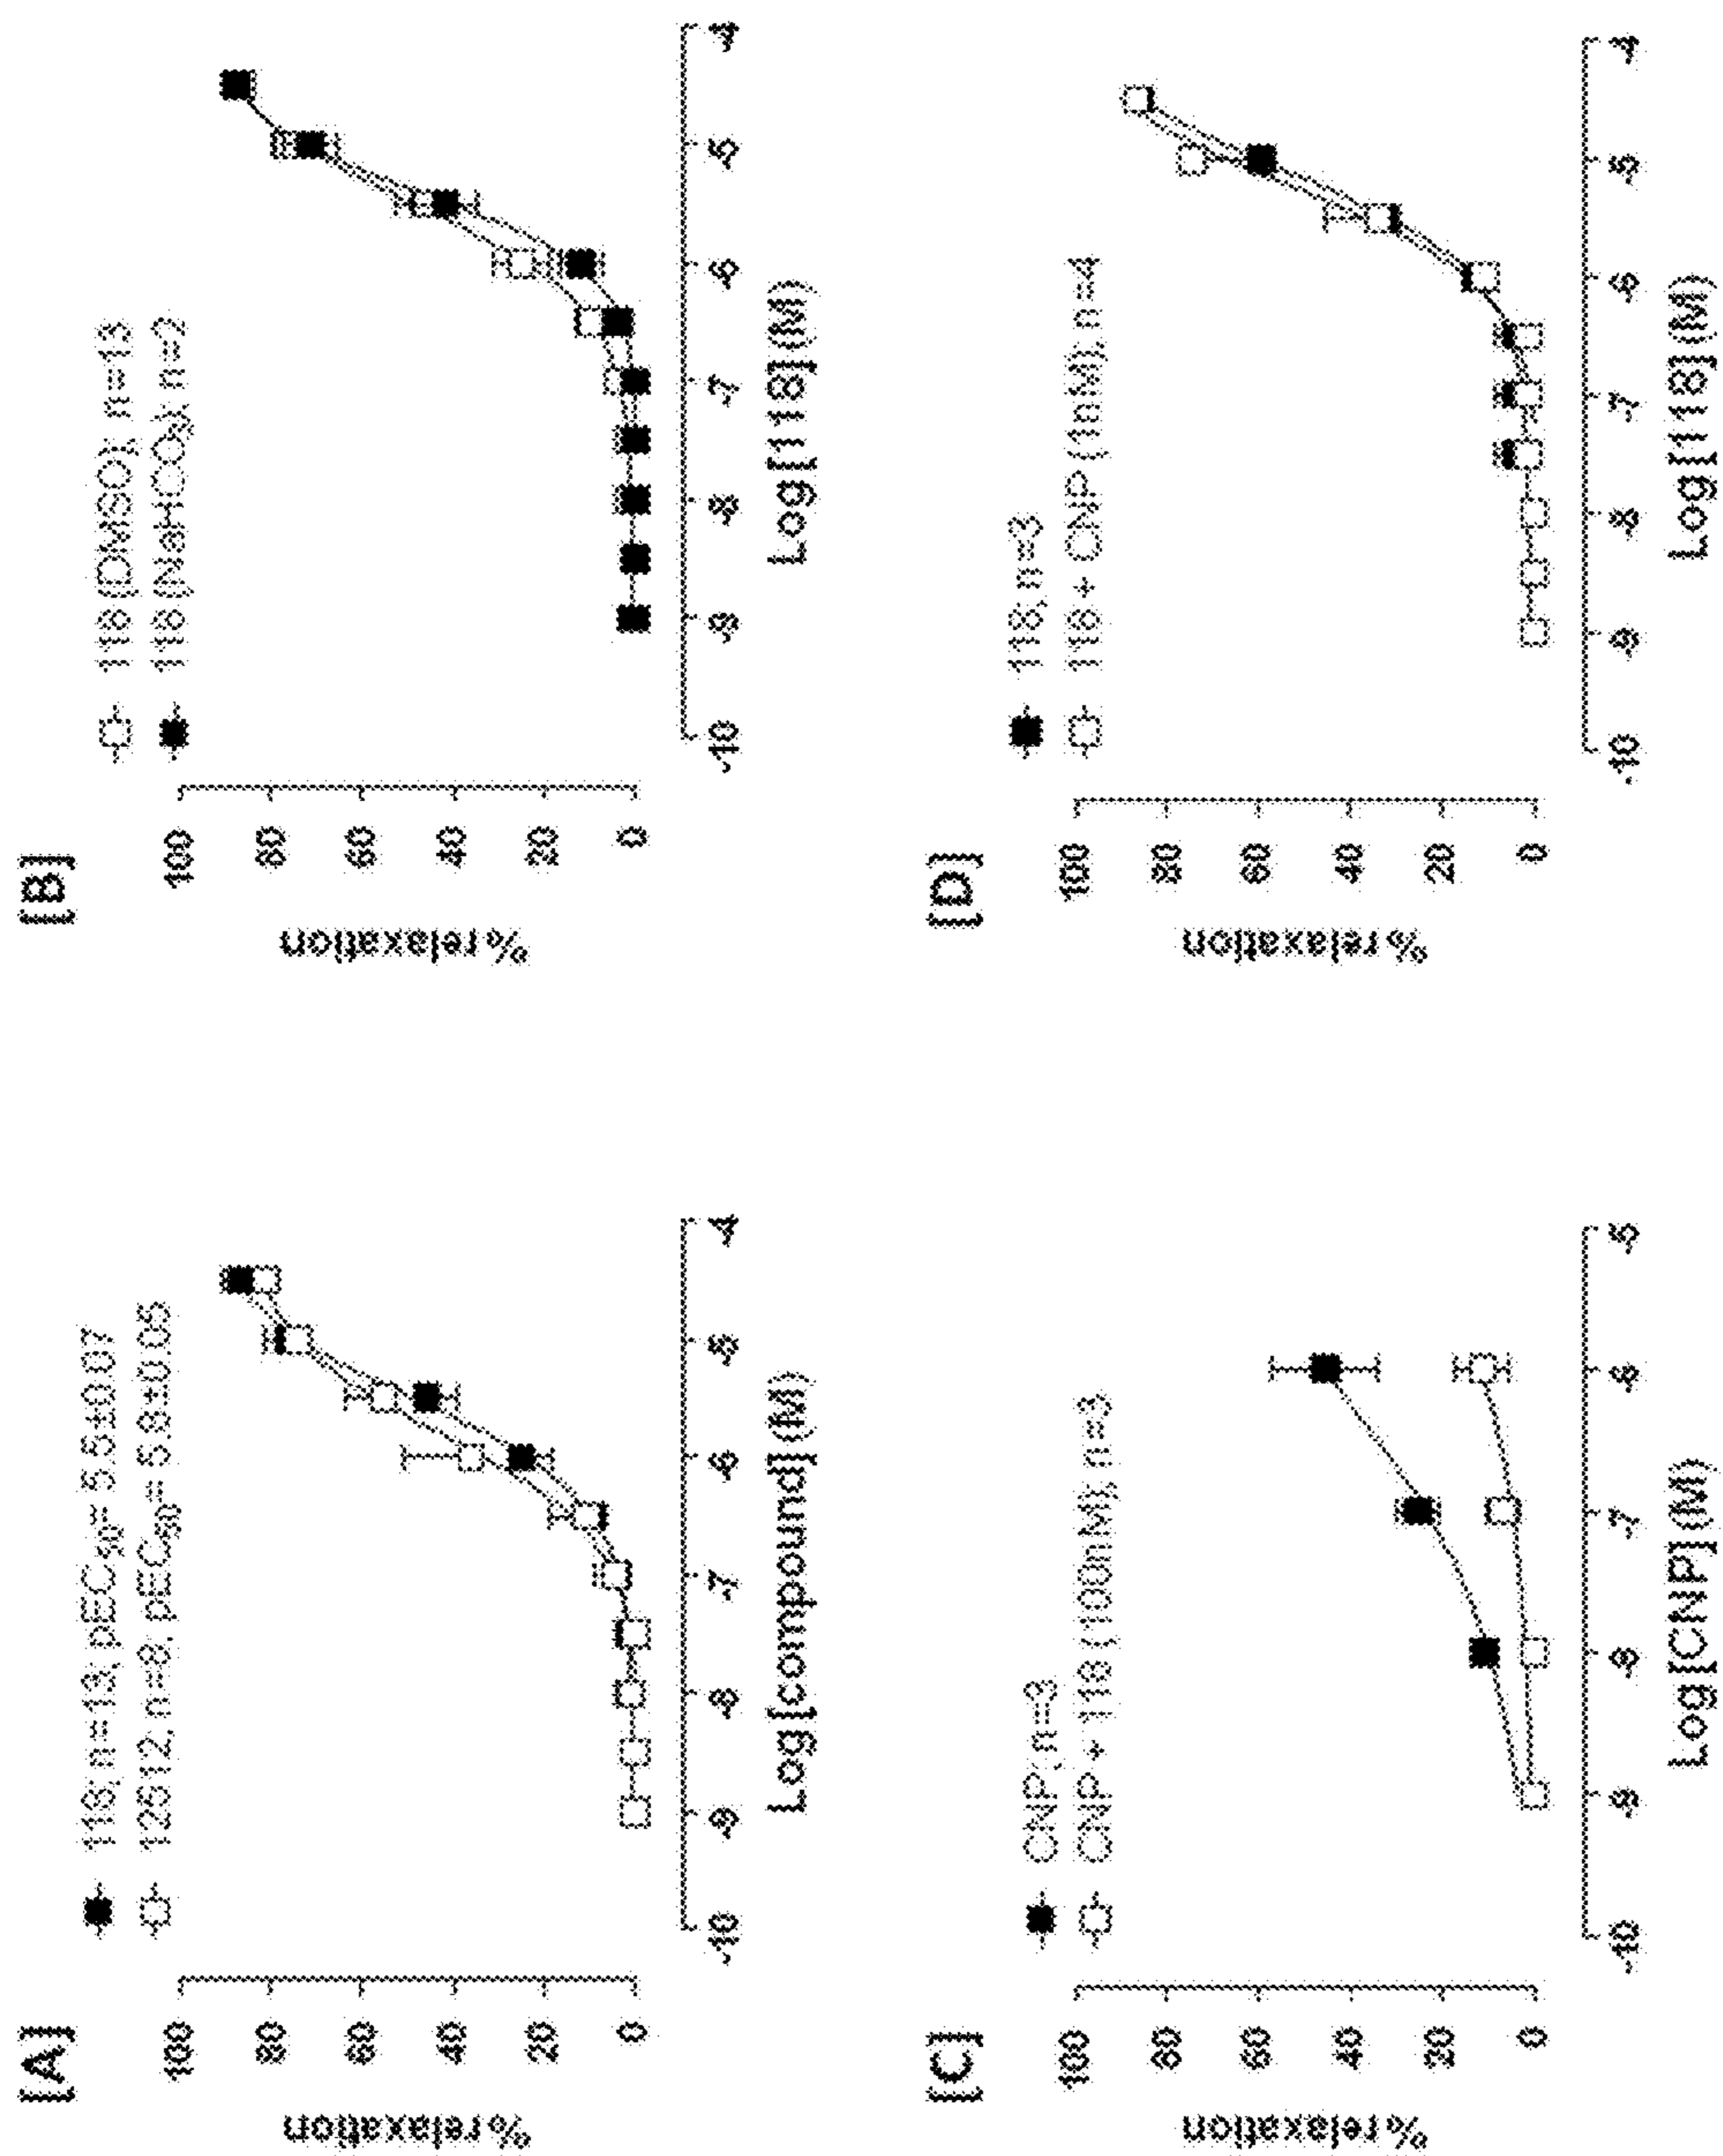 [A]
118; n=13; pEC50= 5.5±0.07
12512; n=8; pEC50= 5.8±0.05
% relaxation
100
80
60
40
20
0
-10 -9 -8 -7 -6 -5 -4
Log[compound](M)
[B]
118 (DMSO); n=13
118 (NaHCO3); n=2
% relaxation
100
80
60
40
20
0
-10 -9 -8 -7 -6 -5 -4
Log[118](M)
[C]
CNP; n=3
CNP + 118 (100nM); n=3
% relaxation
100
80
60
40
20
0
-10 -9 -8 -7 -6 -5
Log[CNP](M)
[D]
118; n=3
118 + CNP (1nM); n=4
% relaxation
100
80
60
40
20
0
-10 -9 -8 -7 -6 -5 -4
Log[118](M)